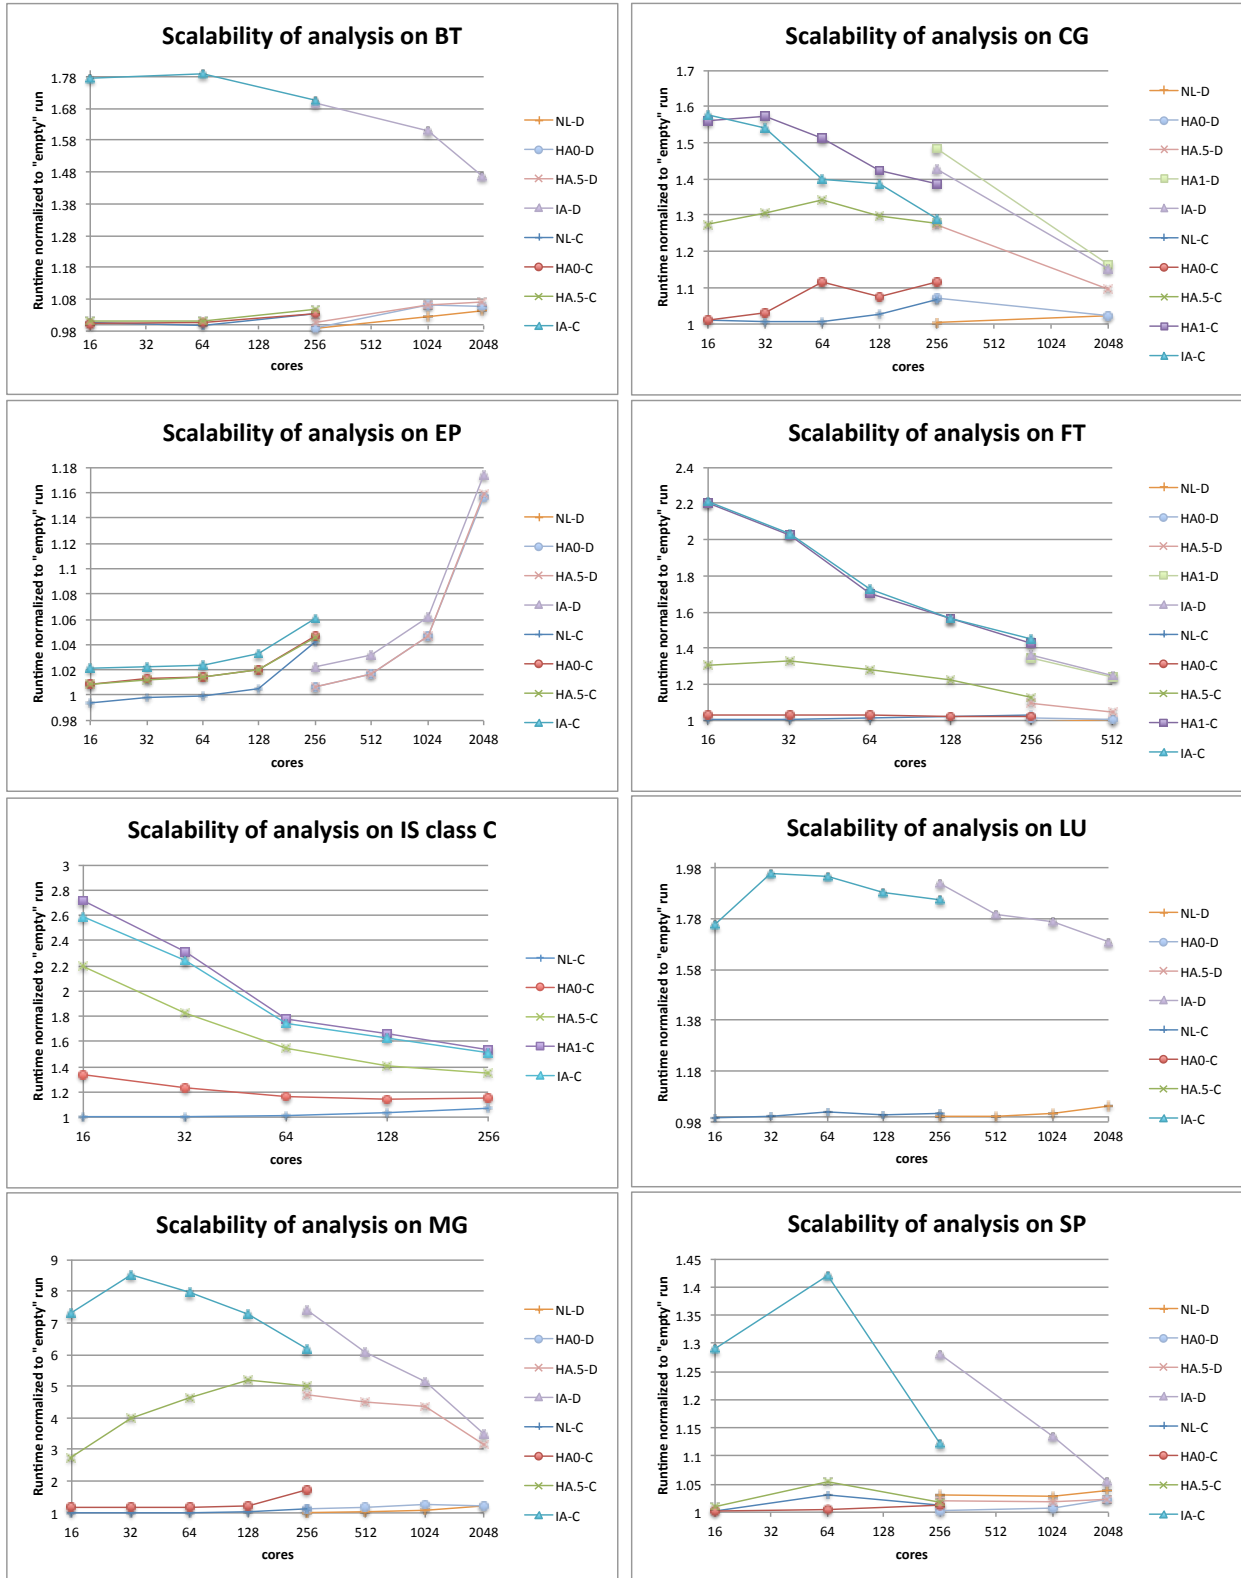 Scalability of analysis on BT
Runtime normalized to "empty" run
1.78
1.68
1.58
1.48
1.38
1.28
1.18
1.08
0.98
16 32 64 128 256 512 1024 2048
cores
NL-D
HA0-D
HA.5-D
IA-D
NL-C
HA0-C
HA.5-C
IA-C
Scalability of analysis on CG
Runtime normalized to "empty" run
1.7
1.6
1.5
1.4
1.3
1.2
1.1
1
16 32 64 128 256 512 1024 2048
cores
NL-D
HA0-D
HA.5-D
HA1-D
IA-D
NL-C
HA0-C
HA.5-C
HA1-C
IA-C
Scalability of analysis on EP
Runtime normalized to "empty" run
1.18
1.16
1.14
1.12
1.1
1.08
1.06
1.04
1.02
1
0.98
16 32 64 128 256 512 1024 2048
cores
NL-D
HA0-D
HA.5-D
IA-D
NL-C
HA0-C
HA.5-C
IA-C
Scalability of analysis on FT
Runtime normalized to "empty" run
2.4
2.2
2
1.8
1.6
1.4
1.2
1
16 32 64 128 256 512
cores
NL-D
HA0-D
HA.5-D
HA1-D
IA-D
NL-C
HA0-C
HA.5-C
HA1-C
IA-C
Scalability of analysis on IS class C
Runtime normalized to "empty" run
3
2.8
2.6
2.4
2.2
2
1.8
1.6
1.4
1.2
1
16 32 64 128 256
cores
NL-C
HA0-C
HA.5-C
HA1-C
IA-C
Scalability of analysis on LU
Runtime normalized to "empty" run
1.98
1.78
1.58
1.38
1.18
0.98
16 32 64 128 256 512 1024 2048
cores
NL-D
HA0-D
HA.5-D
IA-D
NL-C
HA0-C
HA.5-C
IA-C
Scalability of analysis on MG
Runtime normalized to "empty" run
9
8
7
6
5
4
3
2
1
16 32 64 128 256 512 1024 2048
cores
NL-D
HA0-D
HA.5-D
IA-D
NL-C
HA0-C
HA.5-C
IA-C
Scalability of analysis on SP
Runtime normalized to "empty" run
1.45
1.4
1.35
1.3
1.25
1.2
1.15
1.1
1.05
1
16 32 64 128 256 512 1024 2048
cores
NL-D
HA0-D
HA.5-D
IA-D
NL-C
HA0-C
HA.5-C
IA-C